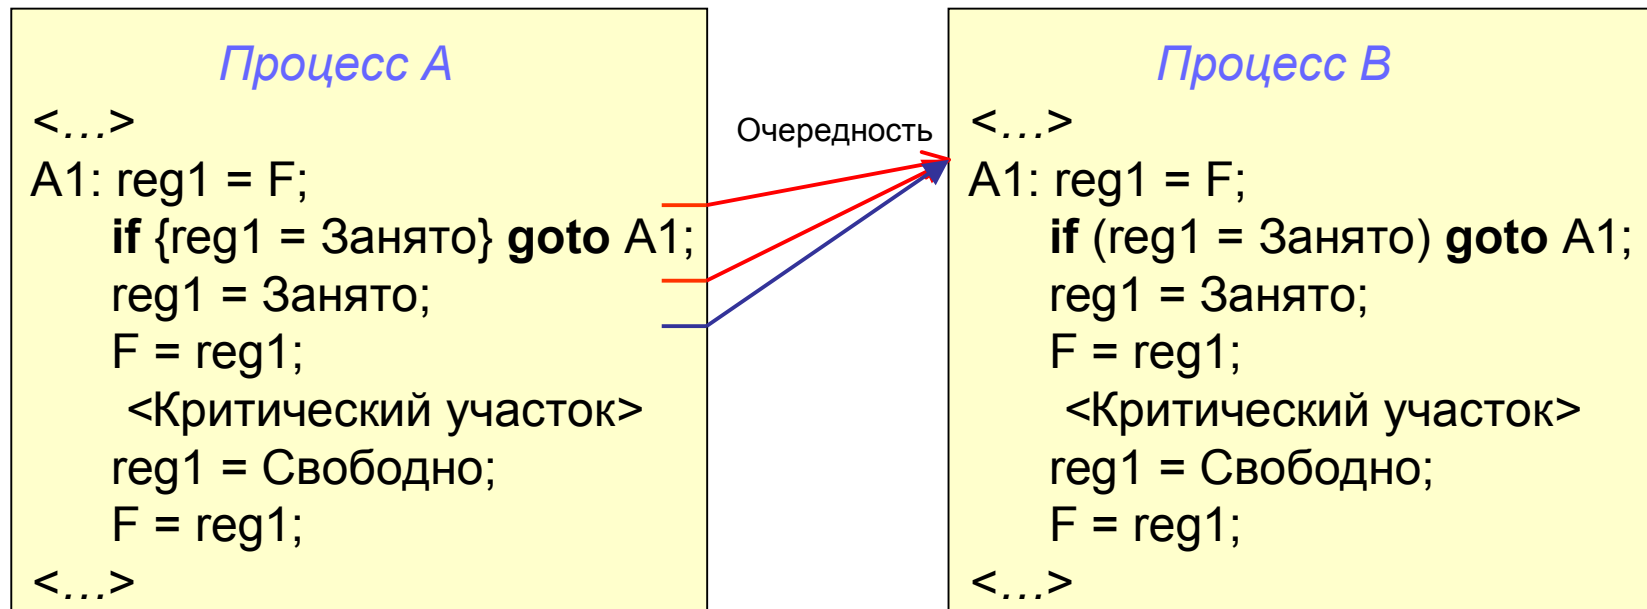 Процесс А
<...>
A1: reg1 = F;
if {reg1 = Занято} goto A1;
reg1 = Занято;
F = reg1;
<Критический участок>
reg1 = Свободно;
F = reg1;
<...>
Очередность
Процесс В
<...>
A1: reg1 = F;
if (reg1 = Занято) goto A1;
reg1 = Занято;
F = reg1;
<Критический участок>
reg1 = Свободно;
F = reg1;
<...>